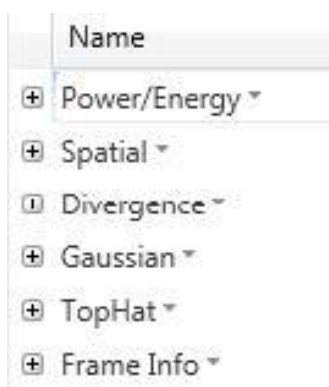 Name
Power/Energy
Spatial
Divergence
Gaussian
TopHat
Frame Info